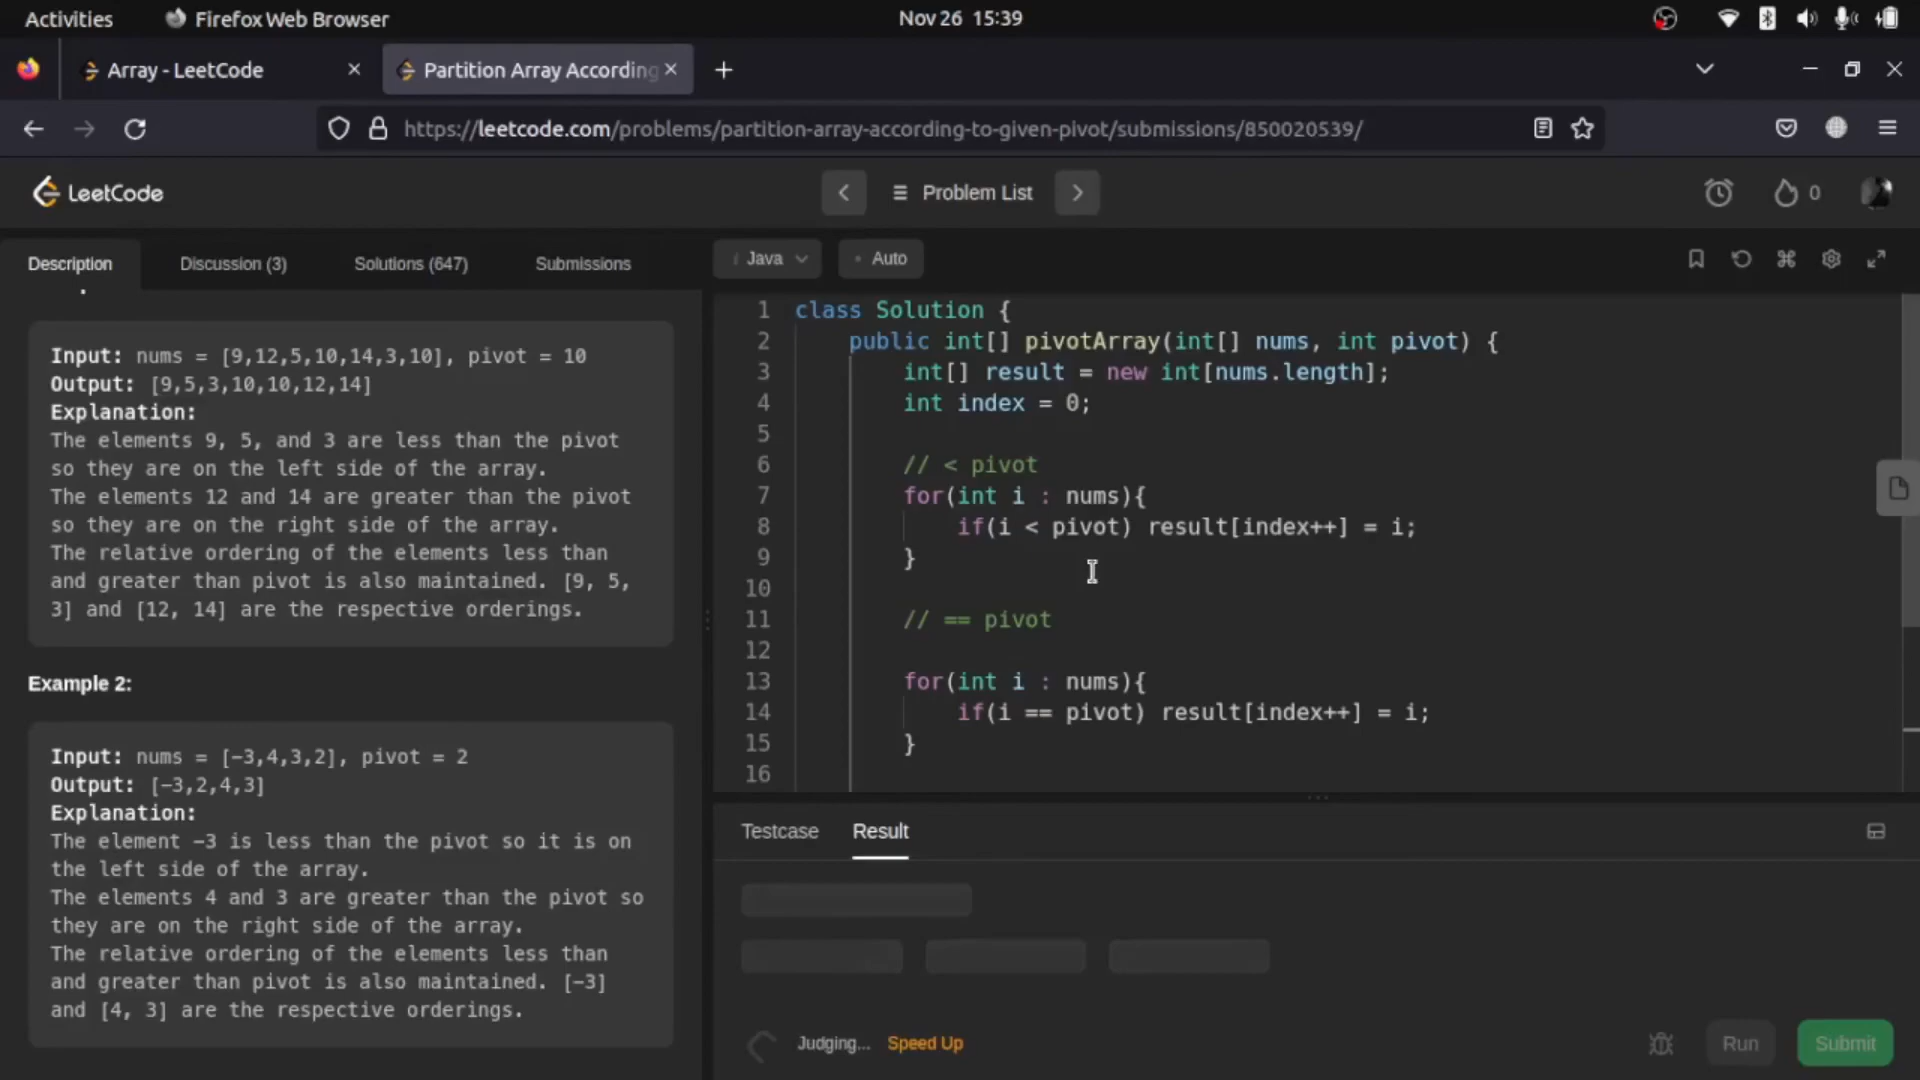 Activities
Firefox Web Browser
Nov 26 15:39
Array - LeetCode
Partition Array According
https://leetcode.com/problems/partition-array-according-to-given-pivot/submissions/850020539/
LeetCode
Problem List
0
Description
Discussion (3)
Solutions (647)
Submissions
Input: nums = [9,12,5,10,14,3,10], pivot = 10
Output: [9,5,3,10,10,12,14]
Explanation:
The elements 9, 5, and 3 are less than the pivot
so they are on the left side of the array.
The elements 12 and 14 are greater than the pivot
so they are on the right side of the array.
The relative ordering of the elements less than
and greater than pivot is also maintained. [9, 5,
3] and [12, 14] are the respective orderings.
Example 2:
Input: nums = [-3,4,3,2], pivot = 2
Output: [-3,2,4,3]
Explanation:
The element -3 is less than the pivot so it is on
the left side of the array.
The elements 4 and 3 are greater than the pivot so
they are on the right side of the array.
The relative ordering of the elements less than
and greater than pivot is also maintained. [-3]
and [4, 3] are the respective orderings.
Java
Auto
1 class Solution {
2 public int[] pivotArray(int[] nums, int pivot) {
3 int[] result = new int[nums.length];
4 int index = 0;
5
6 // < pivot
7 for(int i : nums){
8 if(i < pivot) result[index++] = i;
9 }
10
11 // == pivot
12
13 for(int i : nums){
14 if(i == pivot) result[index++] = i;
15 }
16
Testcase
Result
Judging...
Speed Up
Run
Submit